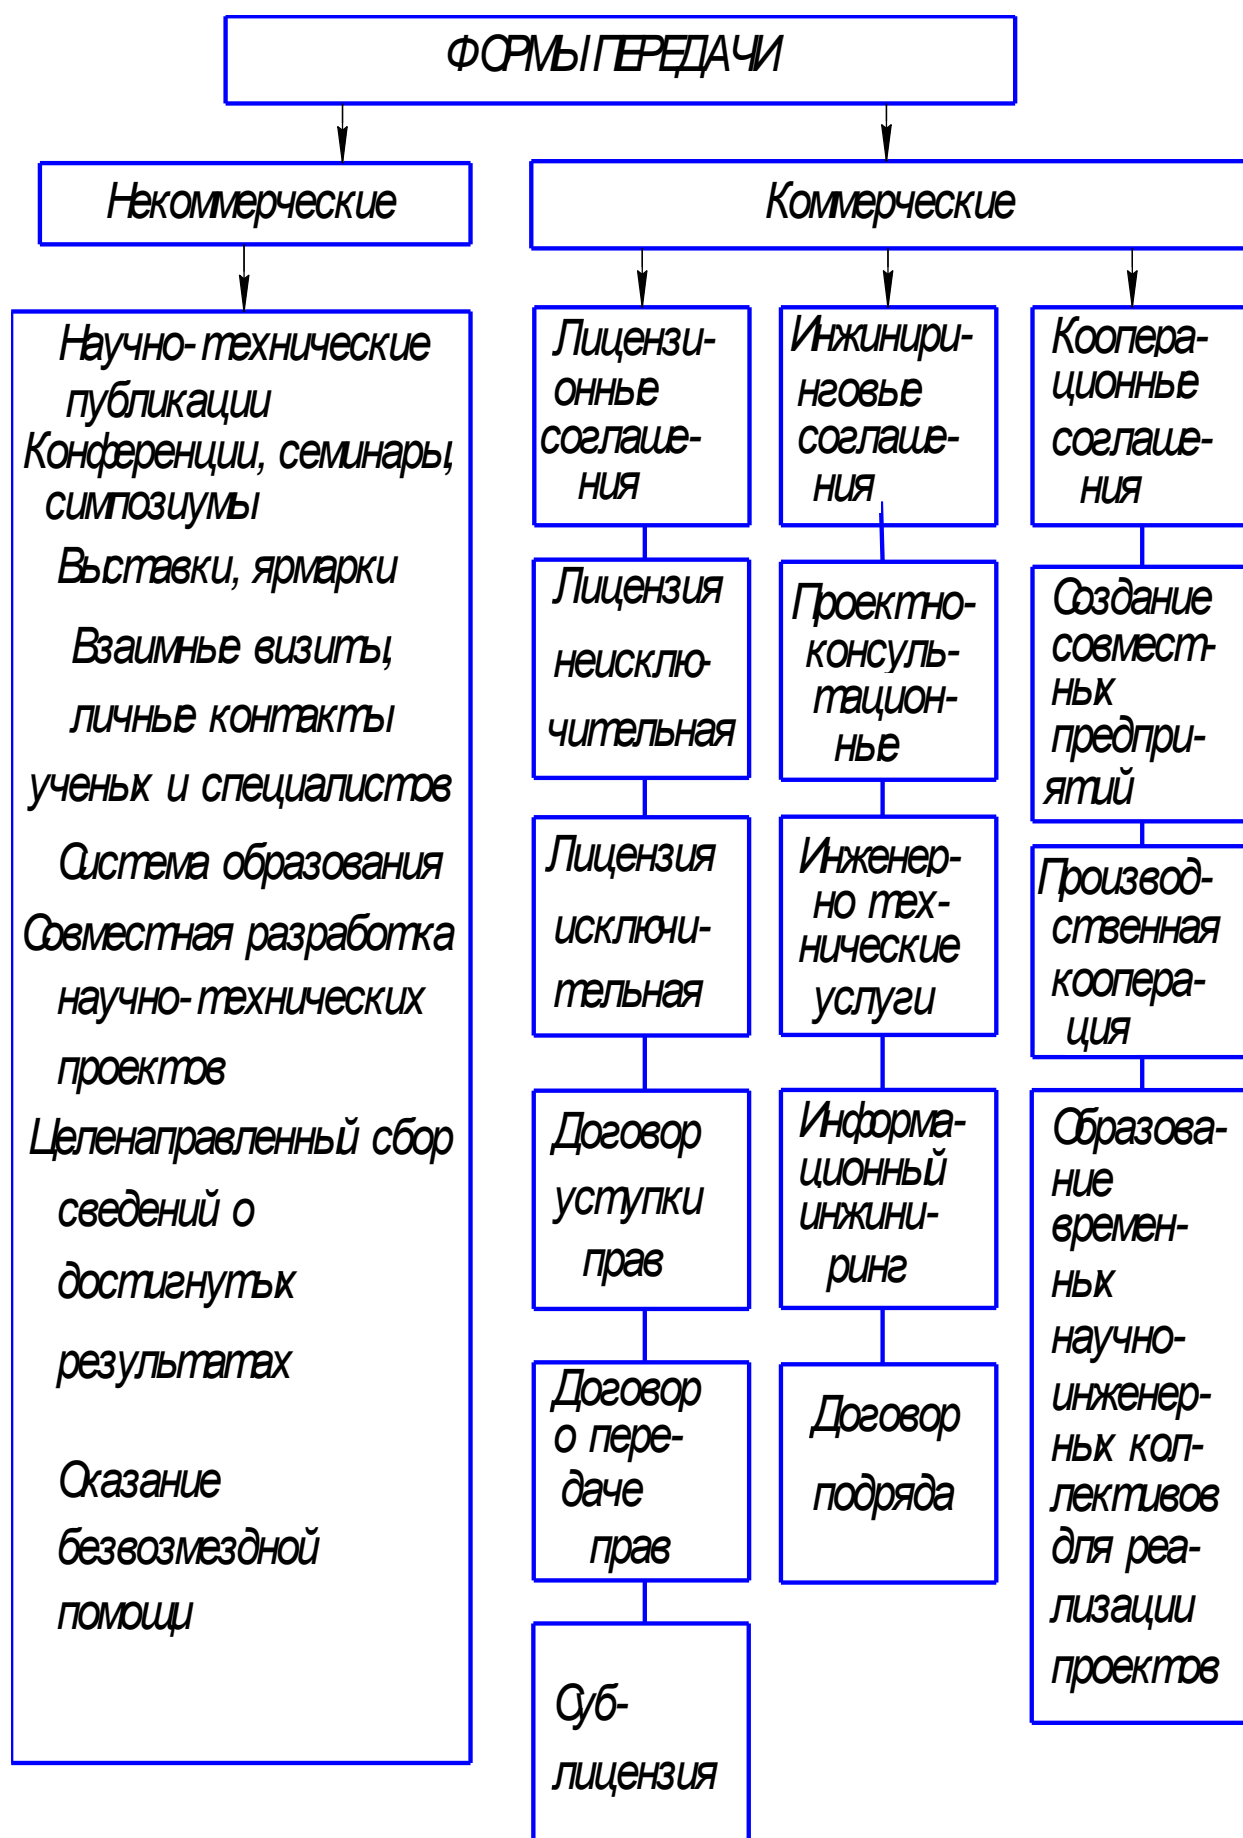 ФОРМЫ ПЕРЕДАЧИ
Некоммерческие
Коммерческие
Научно-технические
публикации
Конференции, семинары,
симпозиумы
Выставки, ярмарки
Взаимные визиты,
личные контакты
ученых и специалистов
Система образования
Совместная разработка
научно-технических
проектов
Целенаправленный сбор
сведений о
достигнутых
результатах
Оказание
безвозмездной
помощи
Лицензи-
онные
соглаше-
ния
Лицензия
неисклю-
чительная
Лицензия
исключи-
тельная
Договор
уступки
прав
Договор
о пере-
даче
прав
Суб-
лицензия
Инжинири-
нговые
соглаше-
ния
Проектно-
консуль-
тацион-
ные
Инженер-
но тех-
нические
услуги
Информа-
ционный
инжини-
ринг
Договор
подряда
Коопера-
ционные
соглаше-
ния
Создание
совмест-
ных
предпри-
ятий
Производ-
ственная
коопера-
ция
Образова-
ние
времен-
ных
научно-
инженер-
ных кол-
лективов
для реа-
лизации
проектов